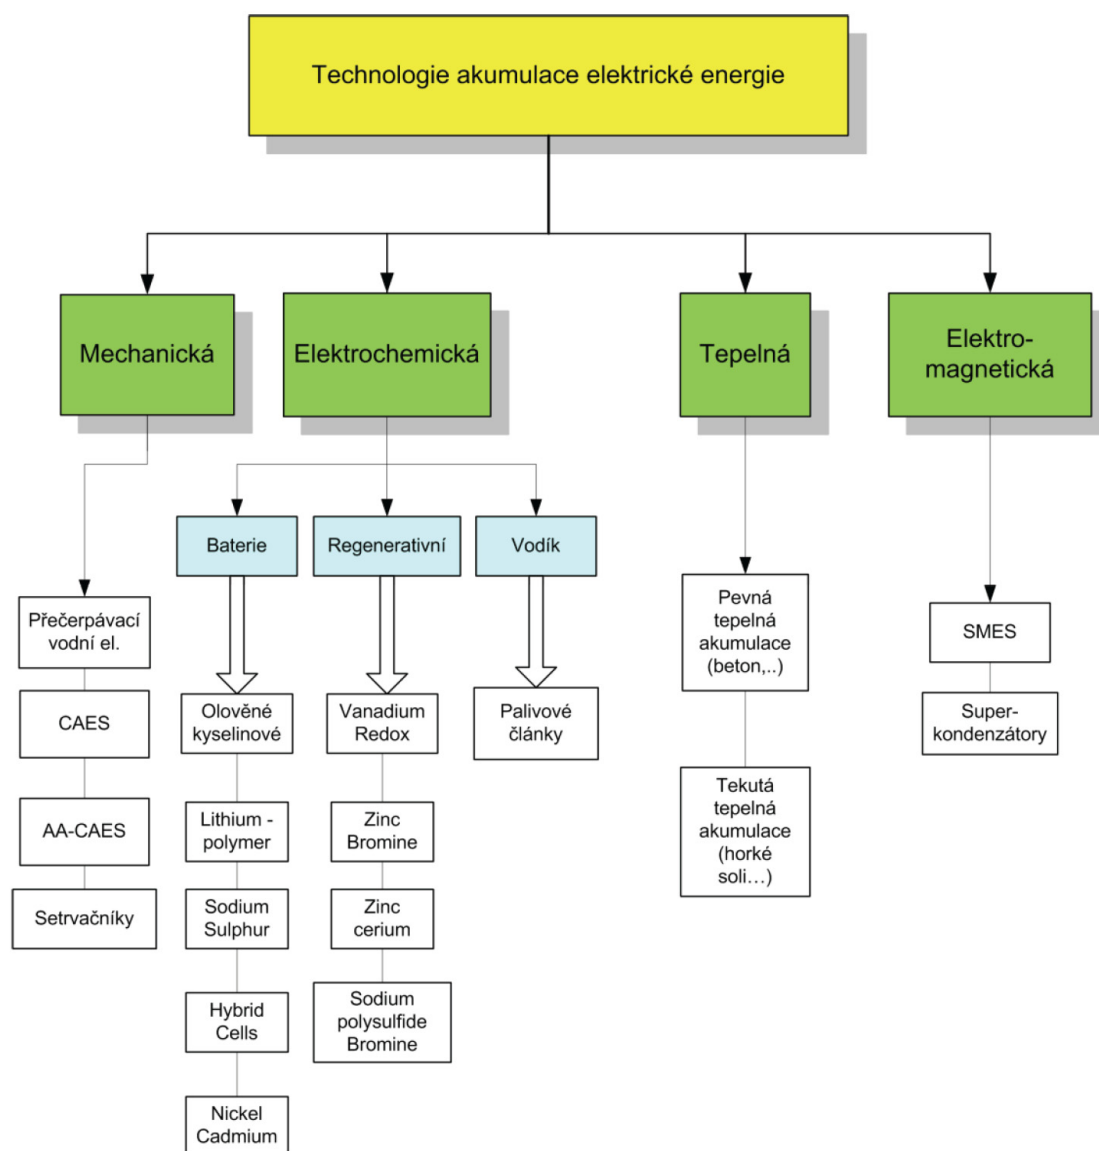 Technologie akumulace elektrické energie
Mechanická
Elektrochemická
Tepelná
Elektro-
magnetická
Baterie
Regenerativní
Vodík
Přečerpávací
vodní el.
CAES
AA-CAES
Setrvačníky
Olověné
kyselinové
Lithium -
polymer
Sodium
Sulphur
Hybrid
Cells
Nickel
Cadmium
Vanadium
Redox
Zinc
Bromine
Zinc
cerium
Sodium
polysulfide
Bromine
Palivové
články
Pevná
tepelná
akumulace
(beton,..)
Tekutá
tepelná
akumulace
(horké
soli…)
SMES
Super-
kondenzátory